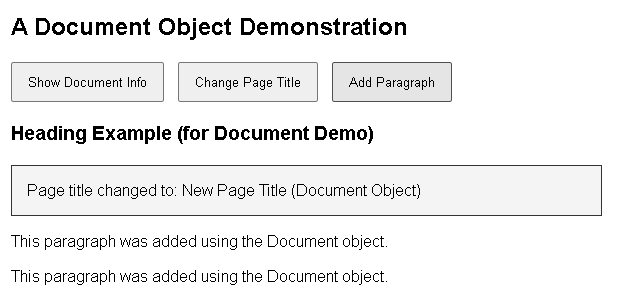 A Document Object Demonstration
Show Document Info Change Page Title Add Paragraph
Heading Example (for Document Demo)
Page title changed to: New Page Title (Document Object)
This paragraph was added using the Document object.
This paragraph was added using the Document object.